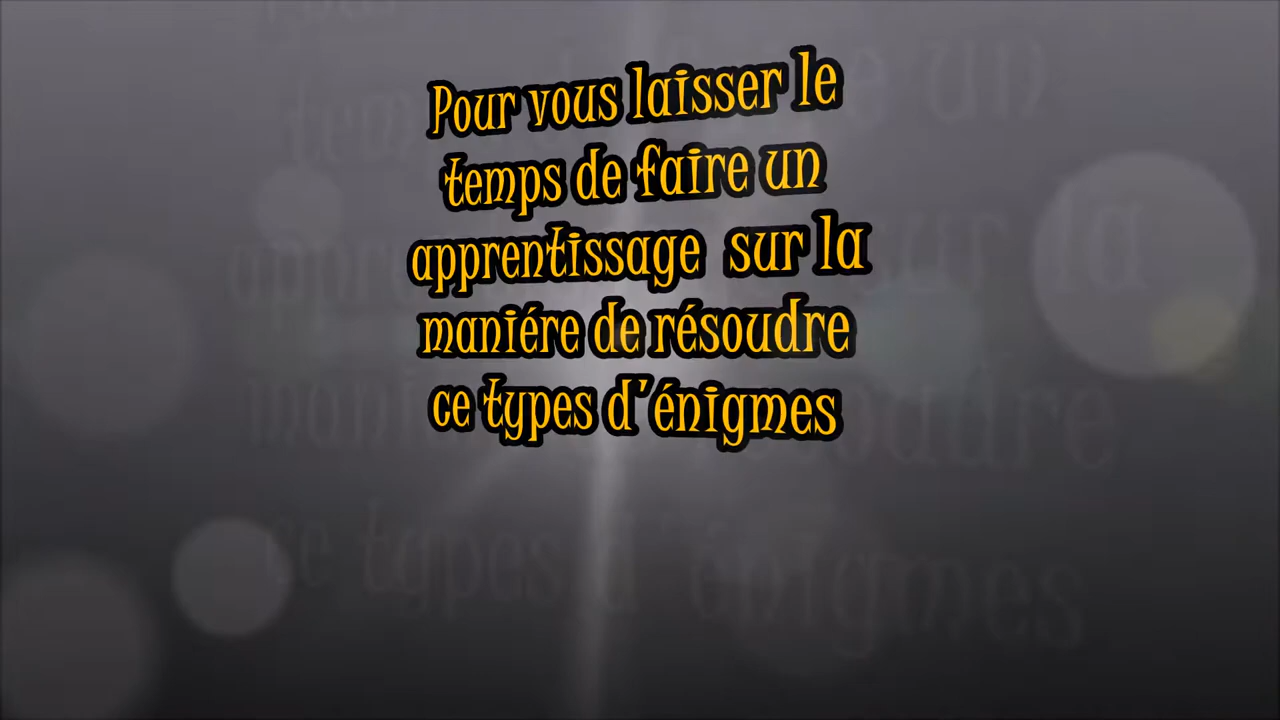 Pour vous laisser le
temps de faire un
apprentissage sur la
maniére de résoudre
ce types d'énigmes